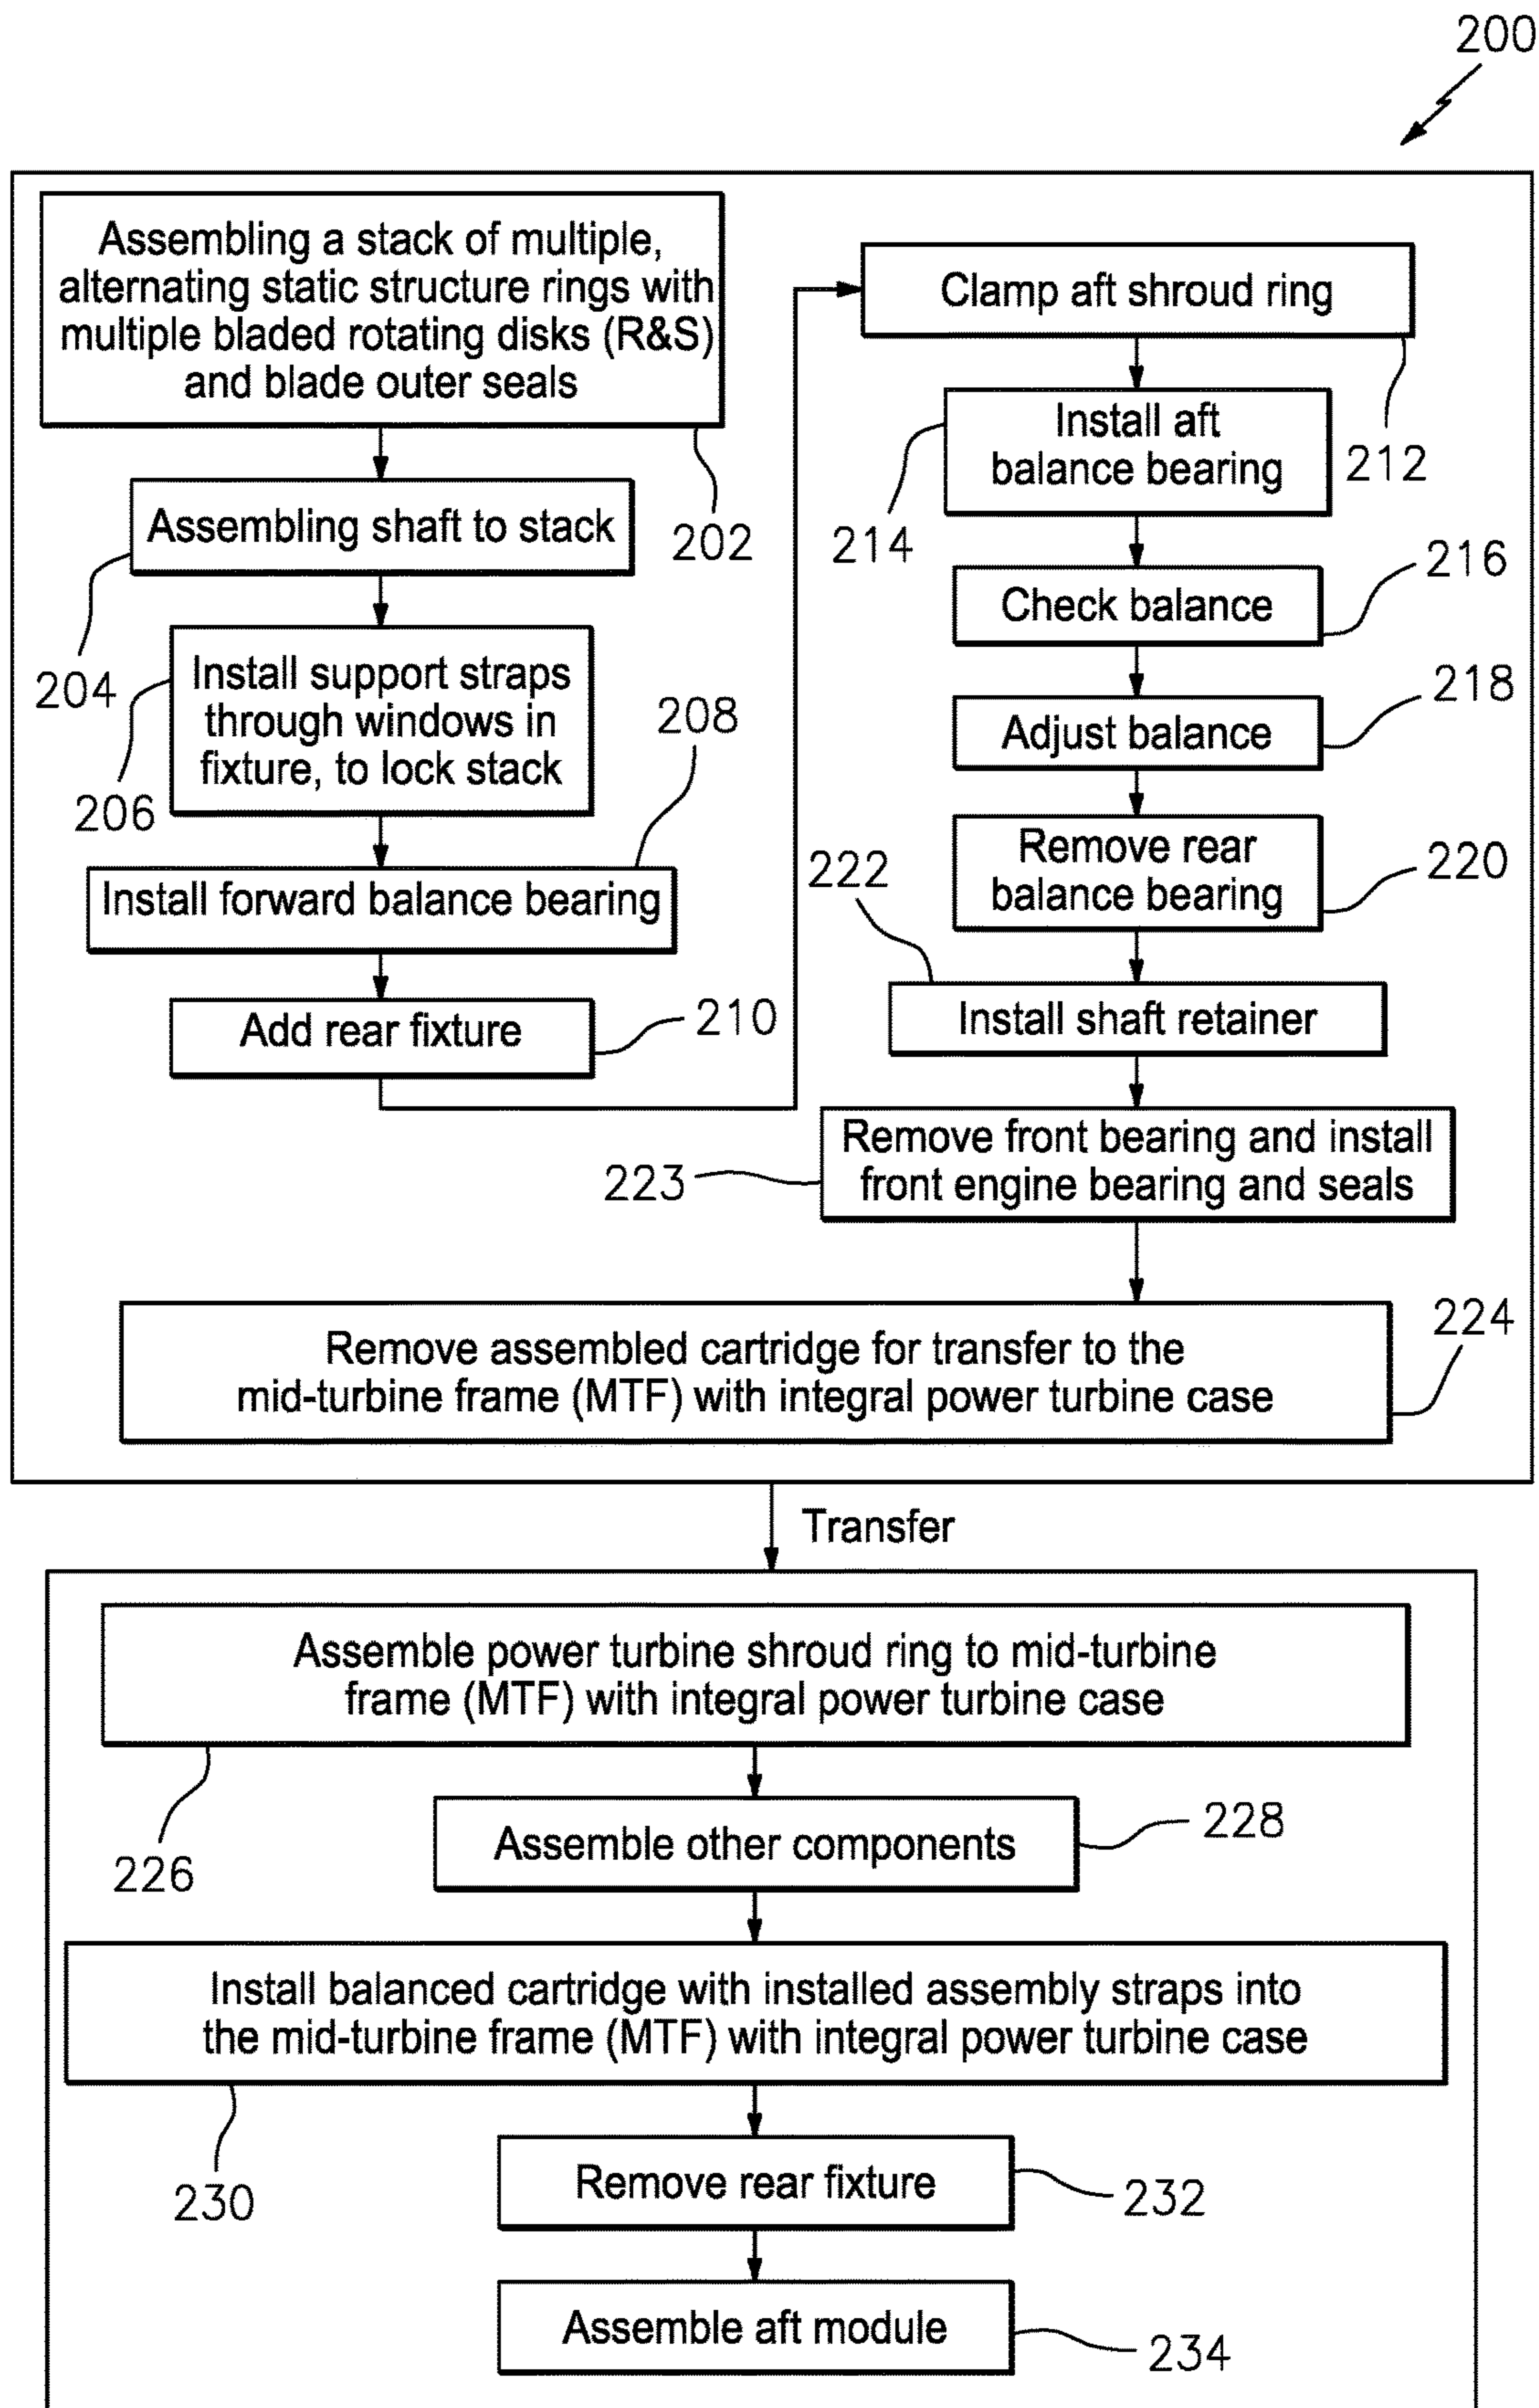 200
Assembling a stack of multiple,
alternating static structure rings with
multiple bladed rotating disks (R&S)
and blade outer seals
202
Assembling shaft to stack
204
Install support straps
through windows in
fixture, to lock stack
206
208
Install forward balance bearing
Add rear fixture
210
Clamp aft shroud ring
212
Install aft
balance bearing
214
Check balance
216
Adjust balance
218
Remove rear
balance bearing
220
222
Install shaft retainer
Remove front bearing and install
front engine bearing and seals
223
Remove assembled cartridge for transfer to the
mid-turbine frame (MTF) with integral power turbine case
224
Transfer
Assemble power turbine shroud ring to mid-turbine
frame (MTF) with integral power turbine case
226
Assemble other components
228
Install balanced cartridge with installed assembly straps into
the mid-turbine frame (MTF) with integral power turbine case
230
Remove rear fixture
232
Assemble aft module
234